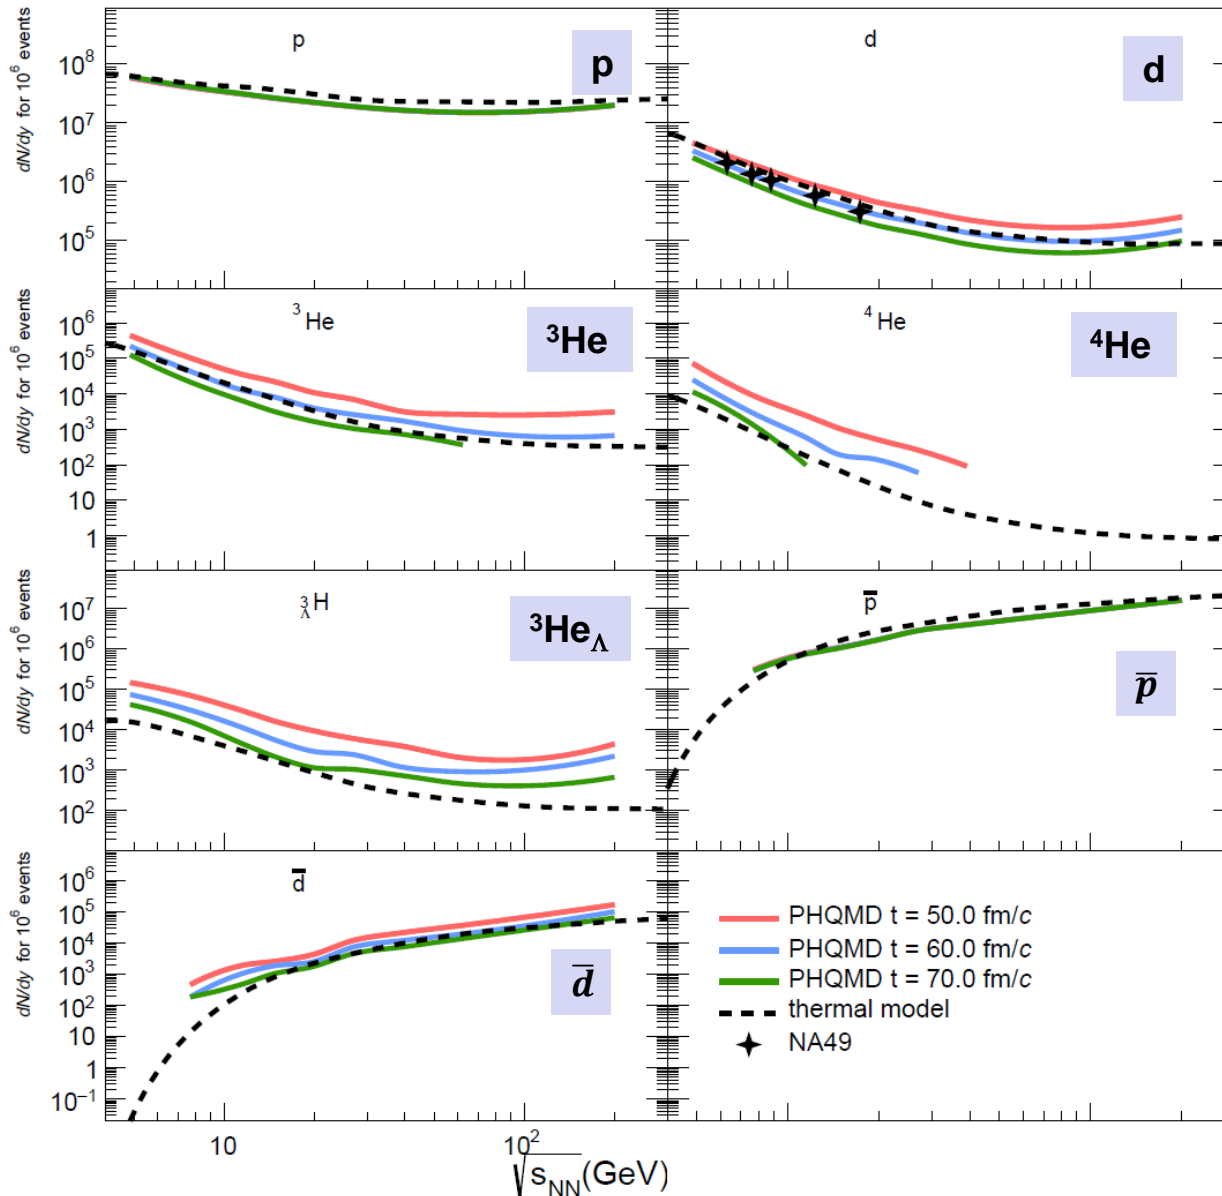 dN/dy for 10⁶ events
10⁸
10⁷
10⁶
10⁵
p
p
d
d
dN/dy for 10⁶ events
10⁶
10⁵
10⁴
10³
10²
10
1
³He
³He
⁴He
⁴He
dN/dy for 10⁶ events
10⁷
10⁶
10⁵
10⁴
10³
10²
³ΛH
³HeΛ
p̅
p̅
dN/dy for 10⁶ events
10⁶
10⁵
10⁴
10³
10²
10
1
10⁻¹
d̅
d̅
PHQMD t = 50.0 fm/c
PHQMD t = 60.0 fm/c
PHQMD t = 70.0 fm/c
thermal model
NA49
10
10²
√sNN(GeV)